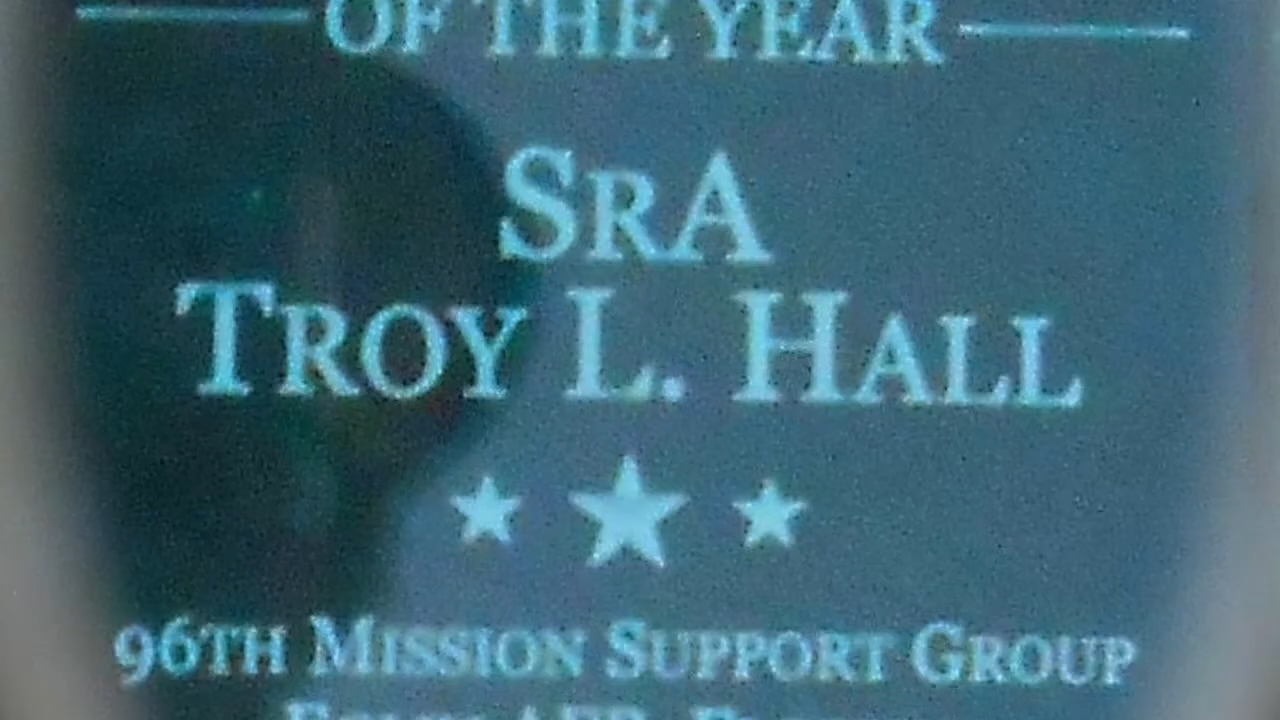 OF THE YEAR
SRA
TROY L. HALL
96TH MISSION SUPPORT GROUP